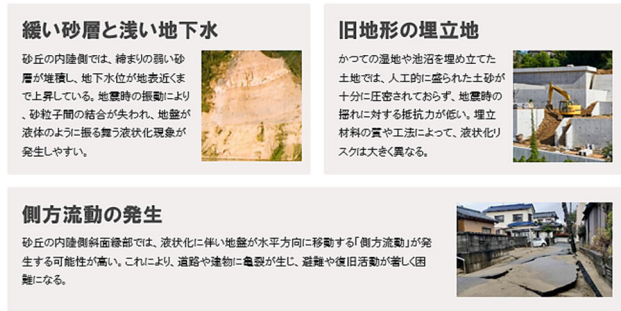 緩い砂層と浅い地下水
砂丘の内陸側では、締まりの弱い砂
層が堆積し、地下水位が地表近くま
で上昇している。地震時の振動により
、砂粒子間の結合が失われ、地盤が
液体のように振る舞う液状化現象が
発生しやすい。
旧地形の埋立地
かつての湿地や池沼を埋め立てた
土地では、人工的に盛られた土砂が
十分に圧密されておらず、地震時の
揺れに対する抵抗力が低い。埋立
材料の質や工法によって、液状化リ
スクは大きく異なる。
側方流動の発生
砂丘の内陸側斜面縁部では、液状化に伴い地盤が水平方向に移動する「側方流動」が発
生する可能性が高い。これにより、道路や建物に亀裂が生じ、避難や復旧活動が著しく困
難になる。